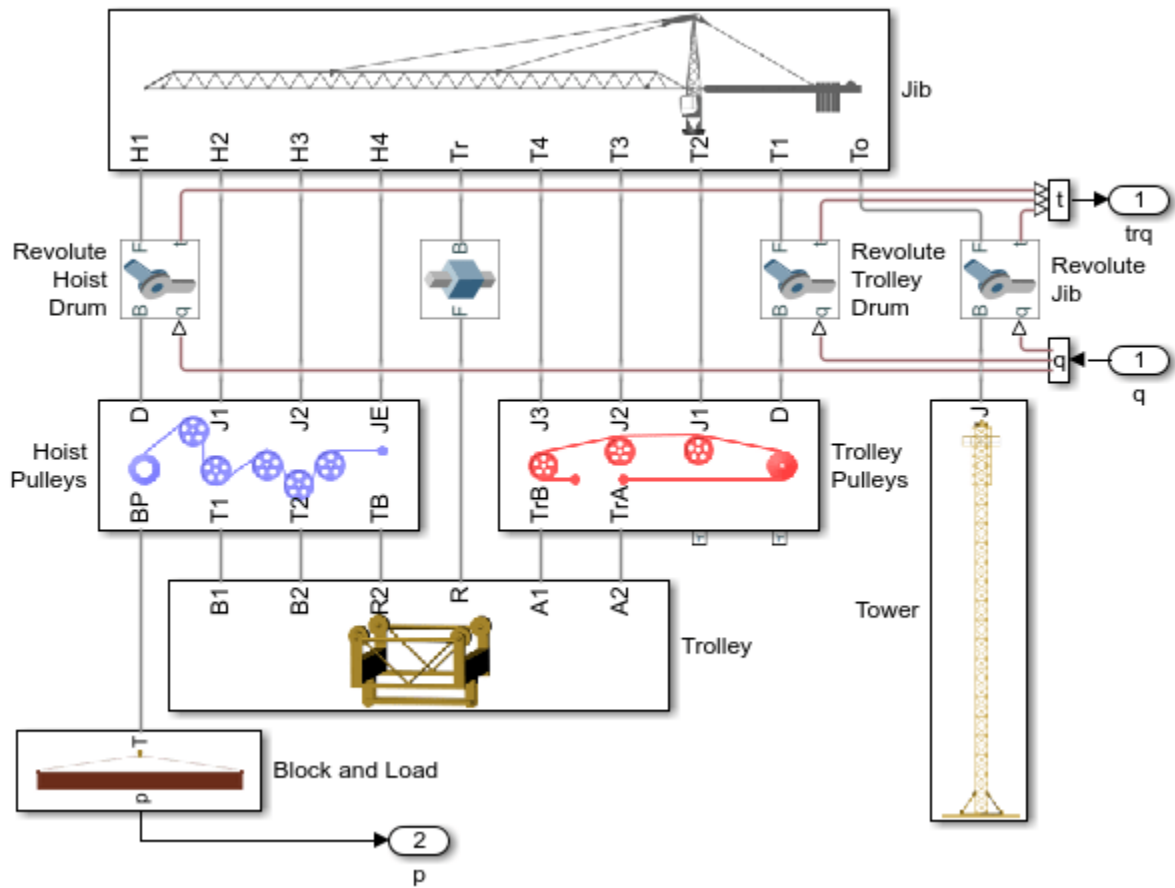 Jib
H1 H2 H3 H4 Tr T4 T3 T2 T1 To
t
1
trq
Revolute
Hoist
Drum
F t
B q
B
F
F t
B q
Revolute
Trolley
Drum
F t
B q
Revolute
Jib
q
1
q
Hoist
Pulleys
D J1 J2 JE
BP T1 T2 TB
J3 J2 J1 D
TrB TrA
Trolley
Pulleys
J
Tower
B1 B2 R2 R A1 A2
Trolley
T
p
Block and Load
2
p